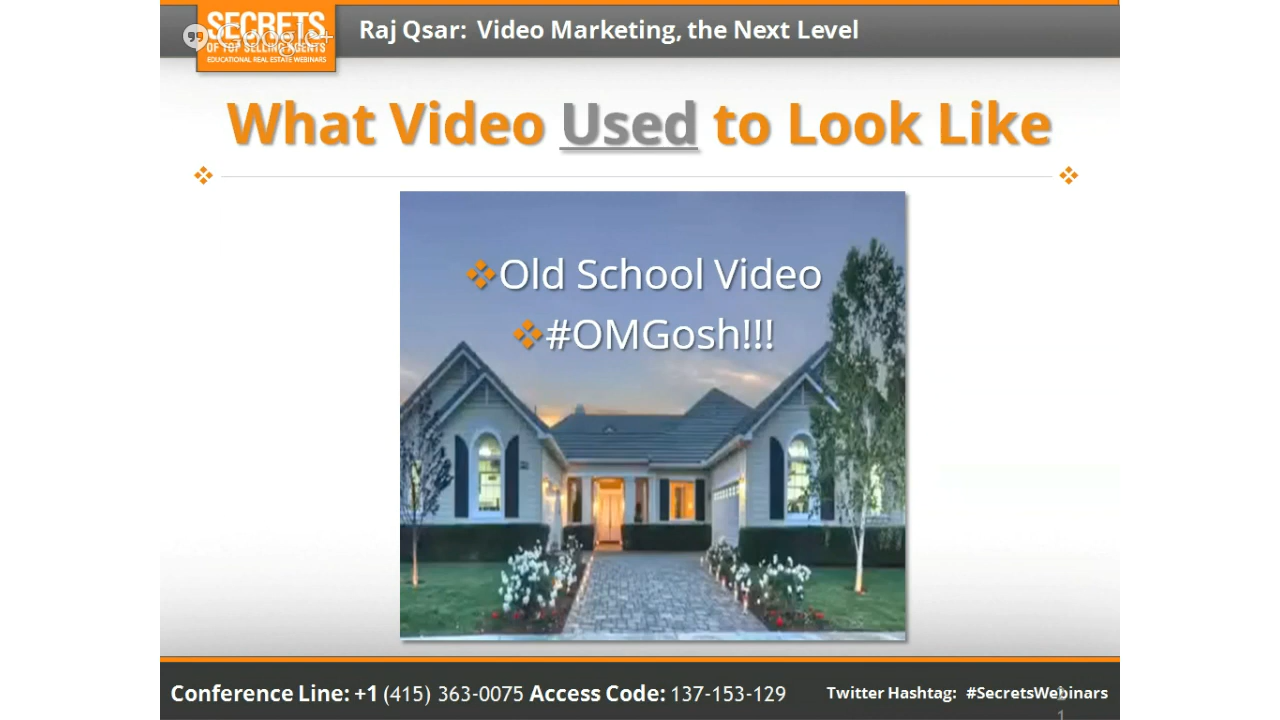 SECRETS
OF TOP SELLING AGENTS
EDUCATIONAL REAL ESTATE WEBINARS
Google+
Raj Qsar: Video Marketing, the Next Level
What Video Used to Look Like
Old School Video
#OMGosh!!!
Conference Line: +1 (415) 363-0075 Access Code: 137-153-129
Twitter Hashtag: #SecretsWebinars